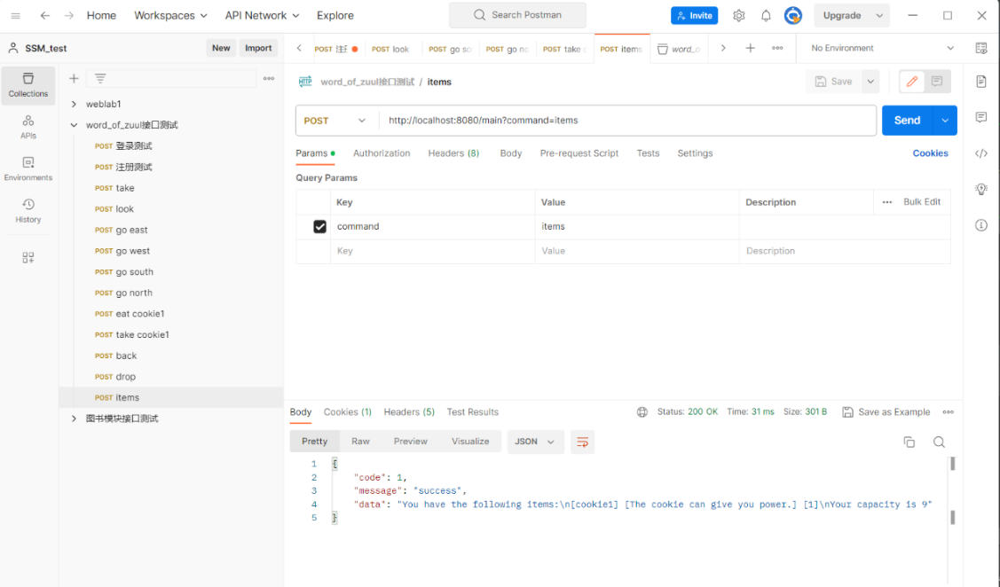 Home Workspaces API Network Explore Search Postman Invite Upgrade
SSM_test New Import POST POST look POST go so POST go no POST take POST items word_o No Environment
Collections
APIs
Environments
History
weblab1
word_of_zuul接口测试
POST 登录测试
POST 注册测试
POST take
POST look
POST go east
POST go west
POST go south
POST go north
POST eat cookie1
POST take cookie1
POST back
POST drop
POST items
图书模块接口测试
HTTP word_of_zuul接口测试 / items Save
POST http://localhost:8080/main?command=items Send
Params Authorization Headers (8) Body Pre-request Script Tests Settings Cookies
Query Params
Key Value Description Bulk Edit
command items
Key Value Description
Body Cookies (1) Headers (5) Test Results Status: 200 OK Time: 31 ms Size: 301 B Save as Example
Pretty Raw Preview Visualize JSON
1 {
2 "code": 1,
3 "message": "success",
4 "data": "You have the following items:\n[cookie1] [The cookie can give you power.] [1]\nYour capacity is 9"
5 }